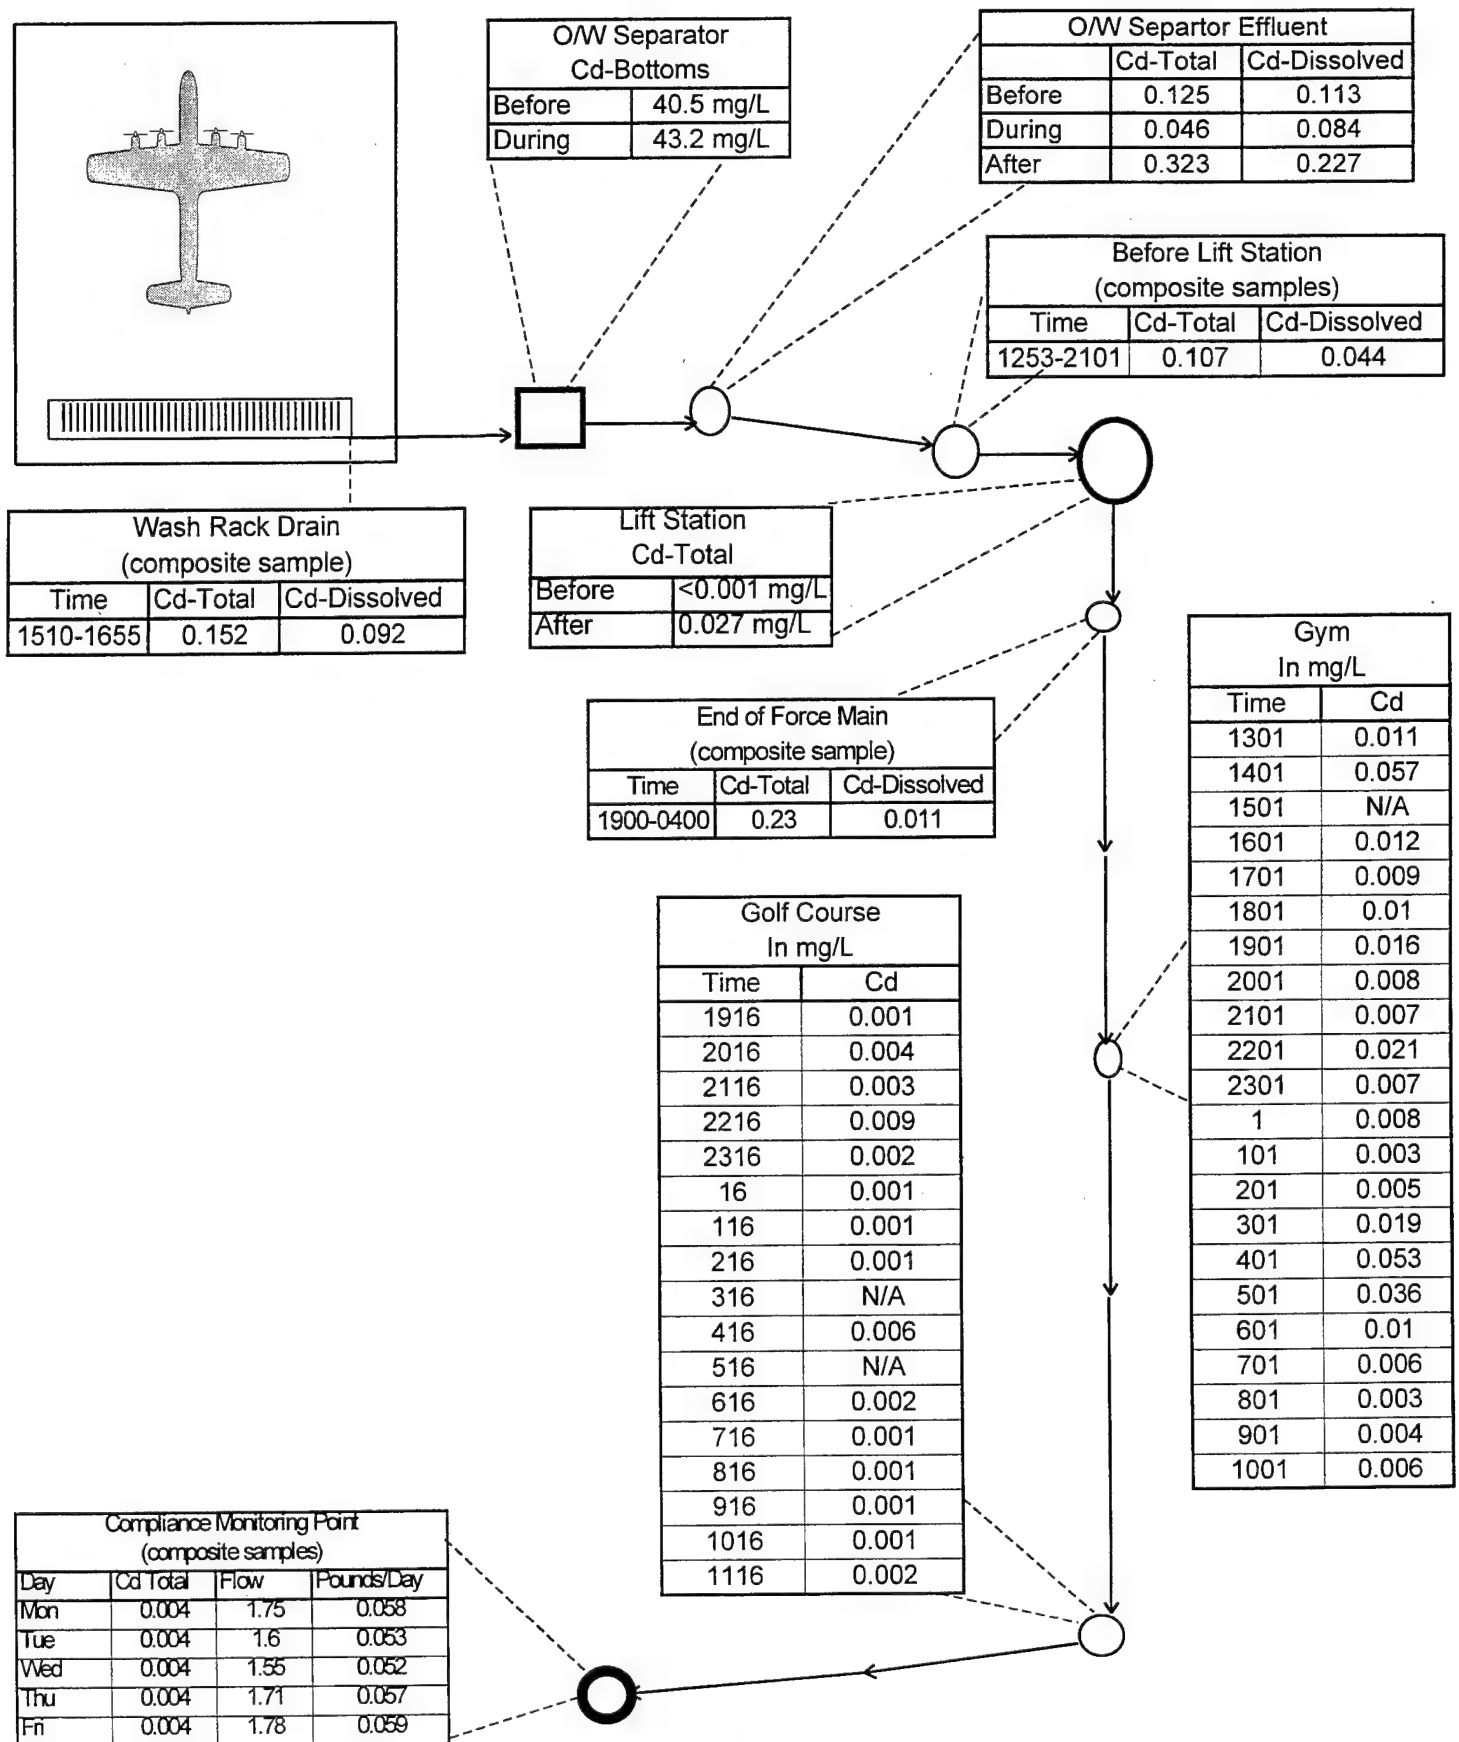 O/W Separator
Cd-Bottoms
Before 40.5 mg/L
During 43.2 mg/L
O/W Separtor Effluent
Cd-Total Cd-Dissolved
Before 0.125 0.113
During 0.046 0.084
After 0.323 0.227
Before Lift Station
(composite samples)
Time Cd-Total Cd-Dissolved
1253-2101 0.107 0.044
Wash Rack Drain
(composite sample)
Time Cd-Total Cd-Dissolved
1510-1655 0.152 0.092
Lift Station
Cd-Total
Before <0.001 mg/L
After 0.027 mg/L
End of Force Main
(composite sample)
Time Cd-Total Cd-Dissolved
1900-0400 0.23 0.011
Gym
In mg/L
Time Cd
1301 0.011
1401 0.057
1501 N/A
1601 0.012
1701 0.009
1801 0.01
1901 0.016
2001 0.008
2101 0.007
2201 0.021
2301 0.007
1 0.008
101 0.003
201 0.005
301 0.019
401 0.053
501 0.036
601 0.01
701 0.006
801 0.003
901 0.004
1001 0.006
Golf Course
In mg/L
Time Cd
1916 0.001
2016 0.004
2116 0.003
2216 0.009
2316 0.002
16 0.001
116 0.001
216 0.001
316 N/A
416 0.006
516 N/A
616 0.002
716 0.001
816 0.001
916 0.001
1016 0.001
1116 0.002
Compliance Monitoring Point
(composite samples)
Day Cd Total Flow Pounds/Day
Mon 0.004 1.75 0.058
Tue 0.004 1.6 0.053
Wed 0.004 1.55 0.052
Thu 0.004 1.71 0.057
Fri 0.004 1.78 0.059